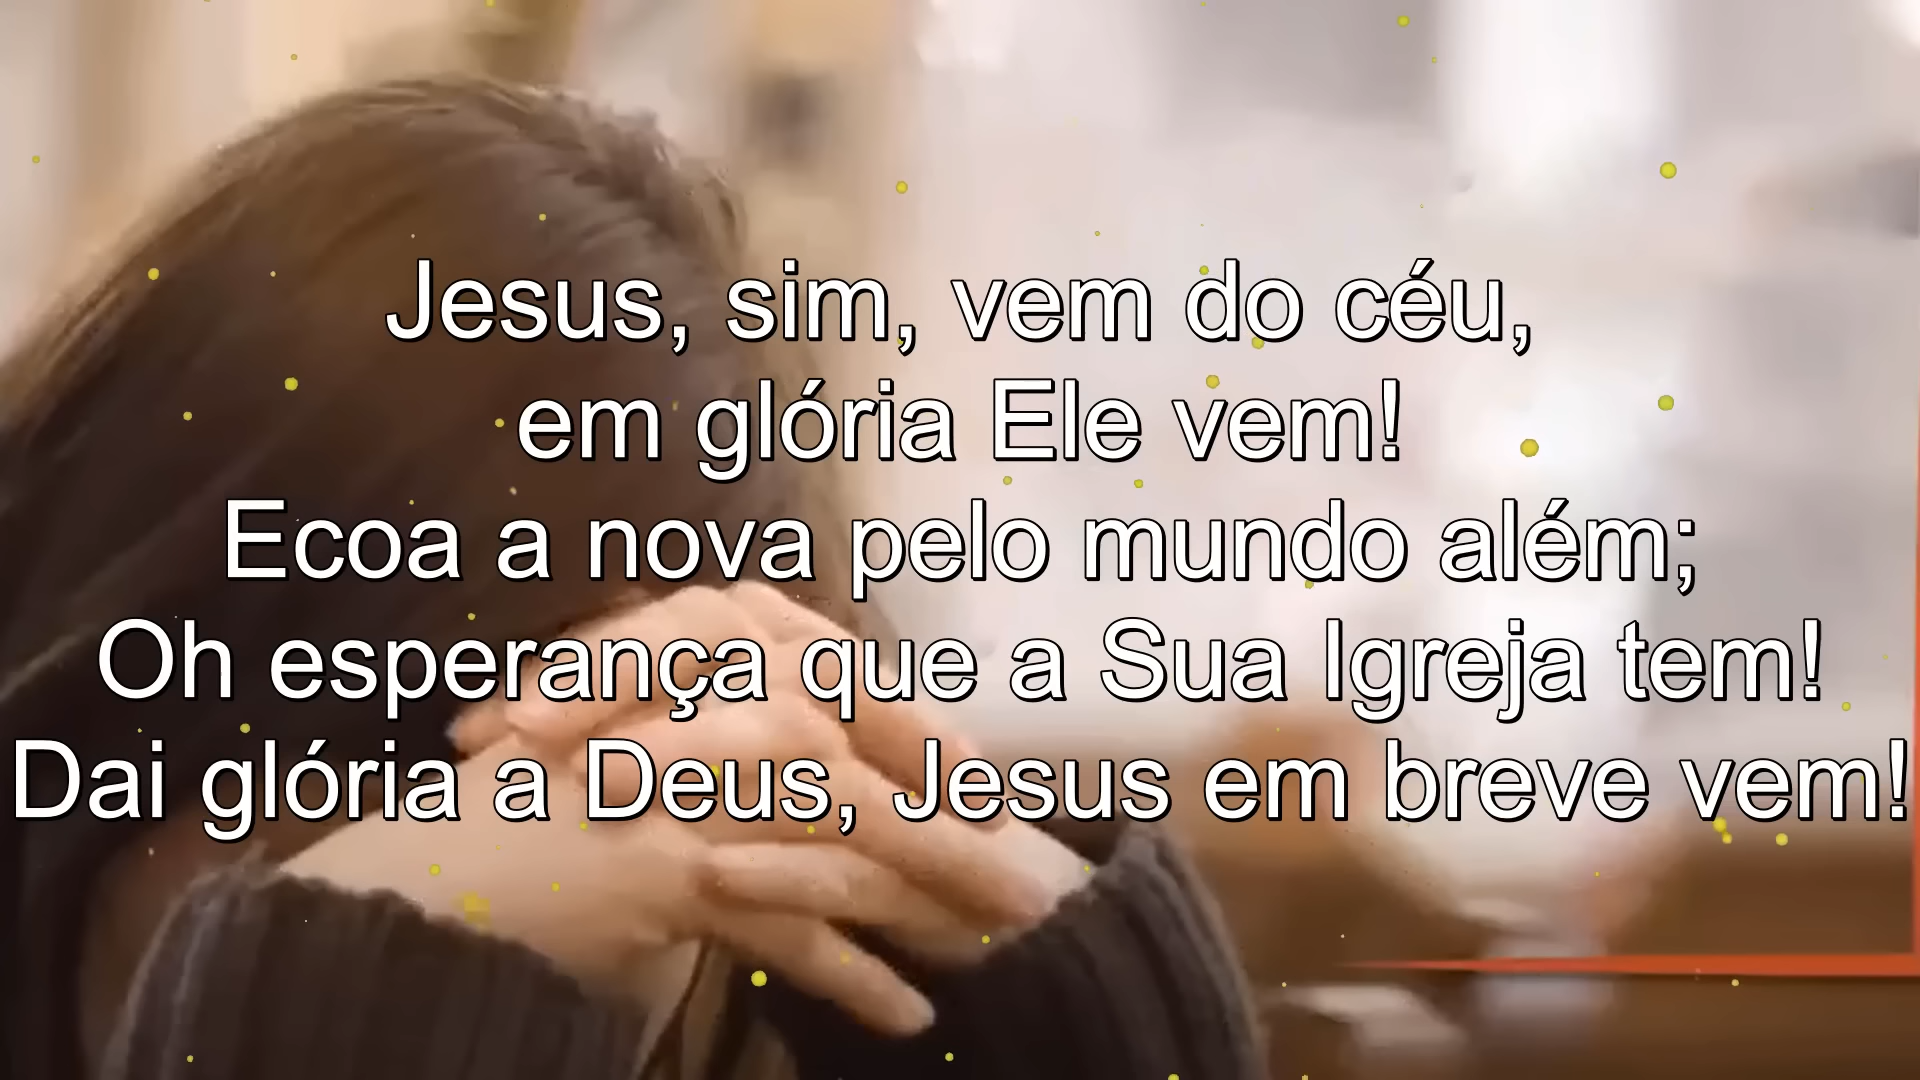 Jesus, sim, vem do céu,
em glória Ele vem!
Ecoa a nova pelo mundo além;
Oh esperança que a Sua Igreja tem!
Dai glória a Deus, Jesus em breve vem!